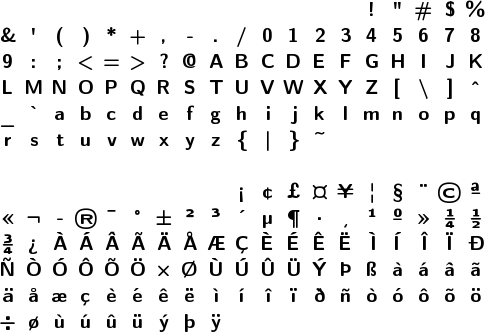 ! " # $ %
& ' ( ) * + , - . / 0 1 2 3 4 5 6 7 8
9 : ; < = > ? @ A B C D E F G H I J K
L M N O P Q R S T U V W X Y Z [ \ ] ^
_ ` a b c d e f g h i j k l m n o p q
r s t u v w x y z { | } ~
¡ ¢ £ ¤ ¥ ¦ § ¨ © ª
« ¬ - ® ¯ ° ± ² ³ ´ µ ¶ · ¸ ¹ º » ¼ ½
¾ ¿ À Á Â Ã Ä Å Æ Ç È É Ê Ë Ì Í Î Ï Ð
Ñ Ò Ó Ô Õ Ö × Ø Ù Ú Û Ü Ý Þ ß à á â ã
ä å æ ç è é ê ë ì í î ï ð ñ ò ó ô õ ö
÷ ø ù ú û ü ý þ ÿ